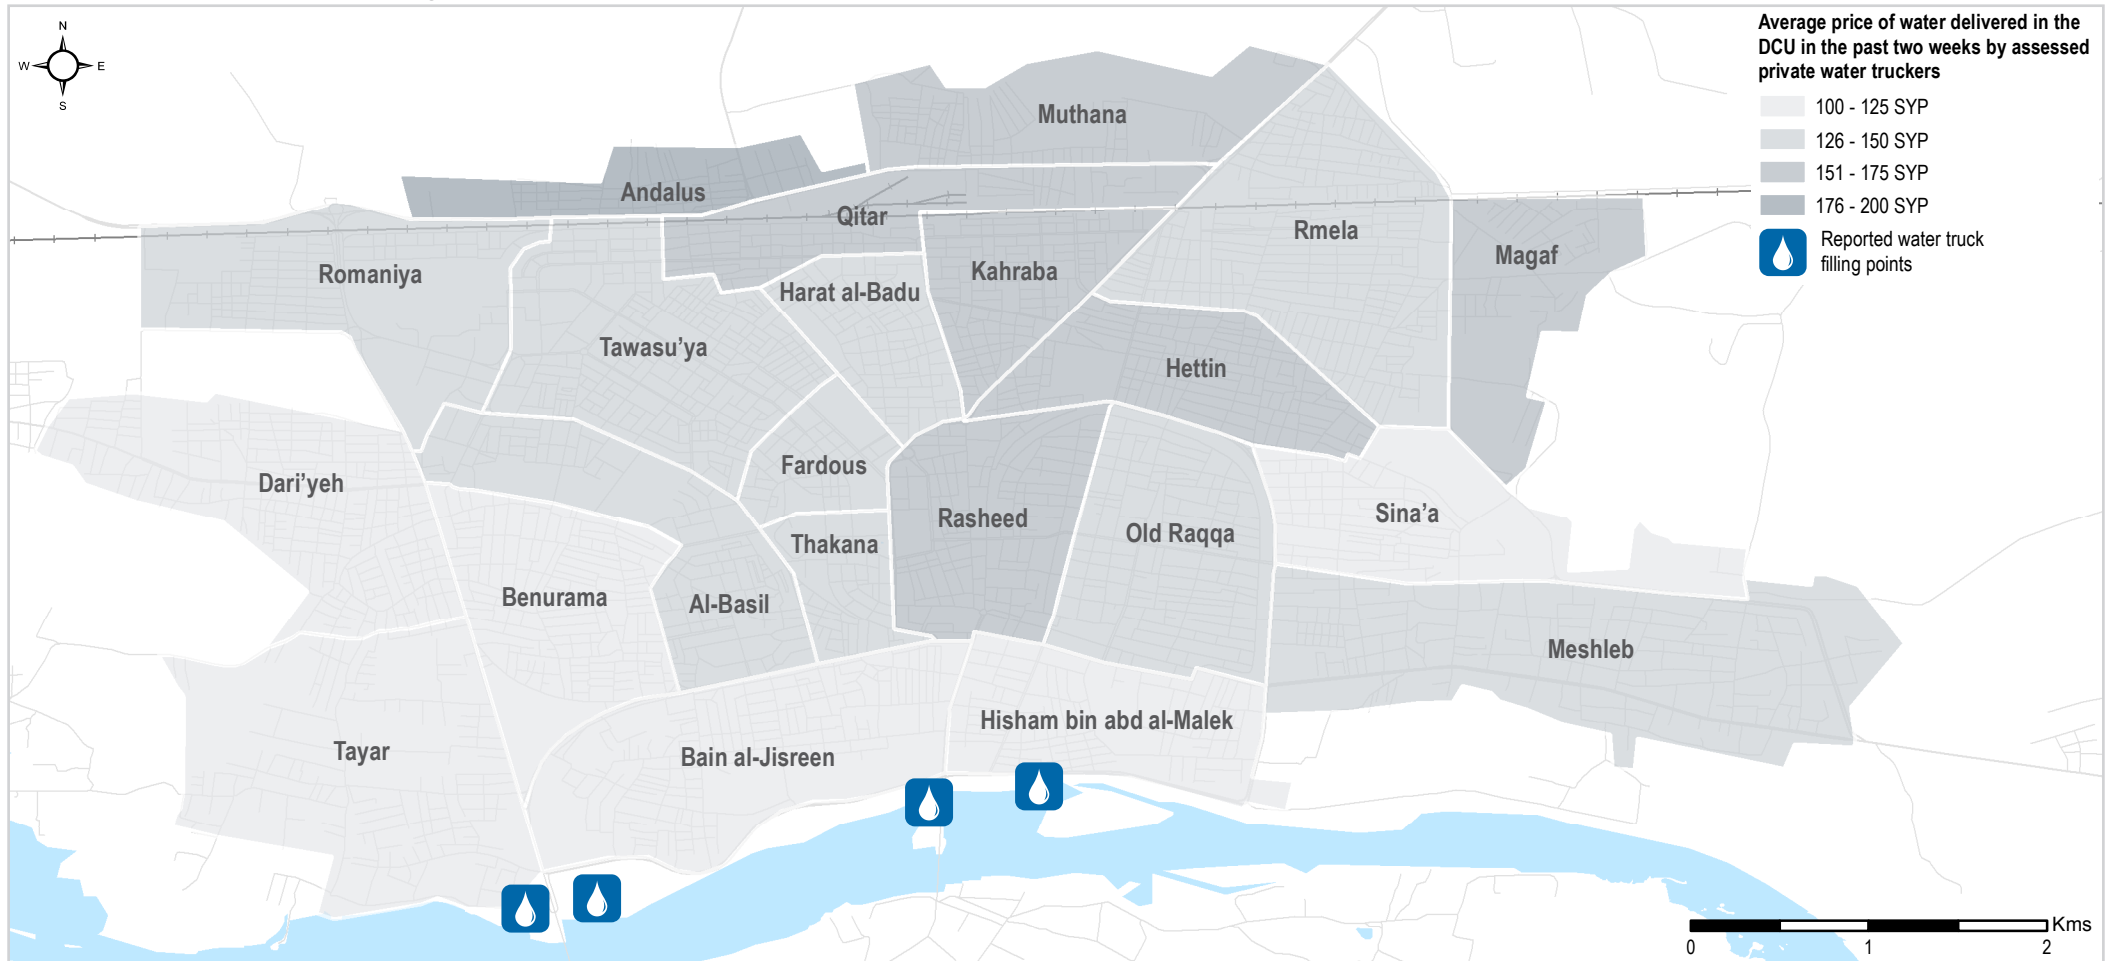 N
W
E
S
Average price of water delivered in the
DCU in the past two weeks by assessed
private water truckers
100 - 125 SYP
126 - 150 SYP
151 - 175 SYP
176 - 200 SYP
Reported water truck
filling points
Muthana
Andalus
Qitar
Rmela
Magaf
Romaniya
Kahraba
Harat al-Badu
Tawasu’ya
Hettin
Fardous
Dari’yeh
Rasheed
Sina’a
Old Raqqa
Thakana
Benurama
Al-Basil
Meshleb
Hisham bin abd al-Malek
Tayar
Bain al-Jisreen
Kms
0
1
2